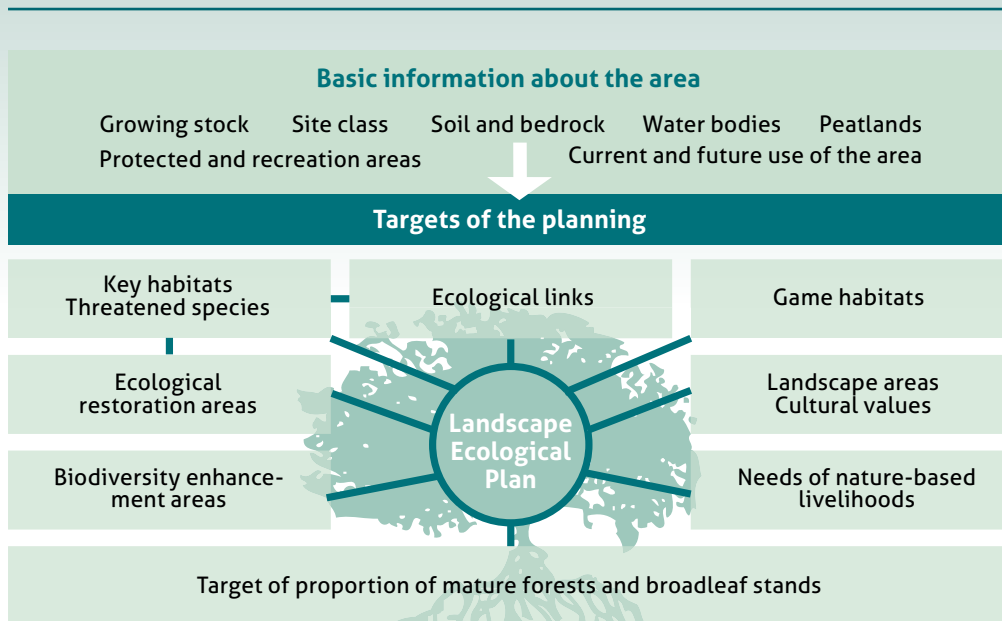 Basic information about the area
Growing stock Site class Soil and bedrock Water bodies Peatlands
Protected and recreation areas Current and future use of the area
Targets of the planning
Key habitats
Threatened species
Ecological links
Game habitats
Ecological
restoration areas
Landscape areas
Cultural values
Landscape
Ecological
Plan
Biodiversity enhance-
ment areas
Needs of nature-based
livelihoods
Target of proportion of mature forests and broadleaf stands